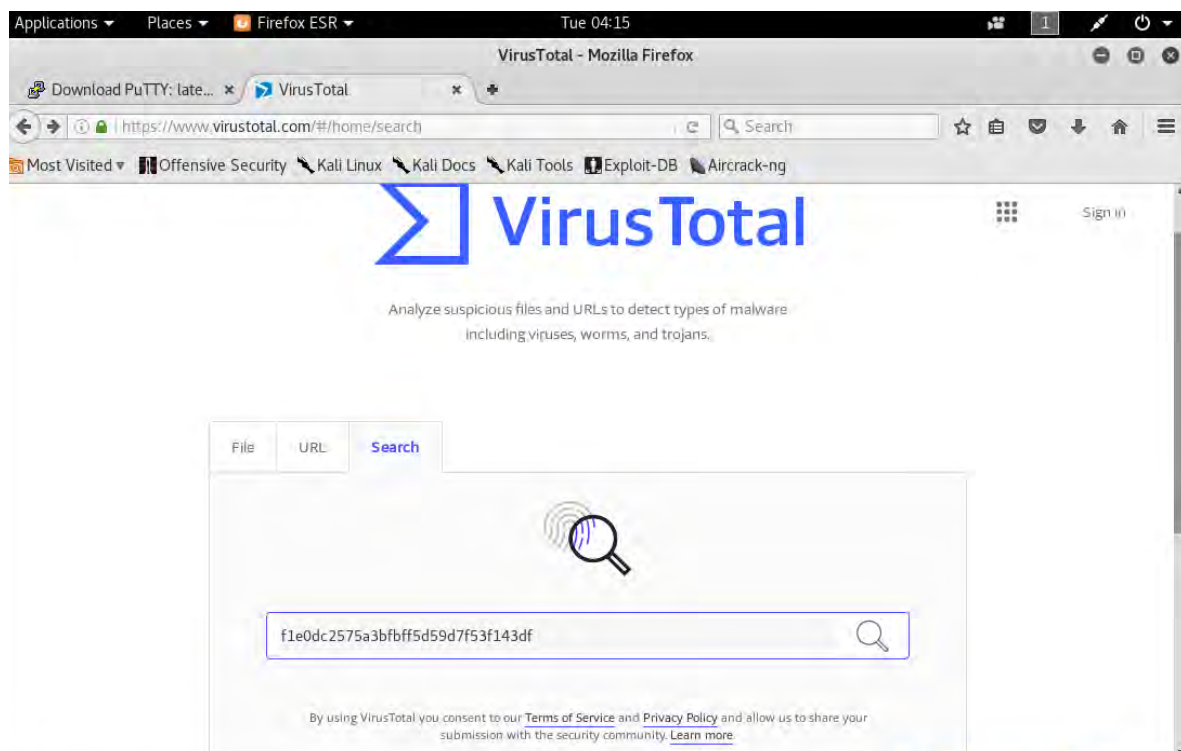 Applications Places Firefox ESR Tue 04:15 1
VirusTotal - Mozilla Firefox
Download PuTTY: late... VirusTotal
https://www.virustotal.com/#/home/search Search
Most Visited Offensive Security Kali Linux Kali Docs Kali Tools Exploit-DB Aircrack-ng
VirusTotal
Sign in
Analyze suspicious files and URLs to detect types of malware
including viruses, worms, and trojans.
File URL Search
f1e0dc2575a3bfbff5d59d7f53f143df
By using VirusTotal you consent to our Terms of Service and Privacy Policy and allow us to share your
submission with the security community. Learn more